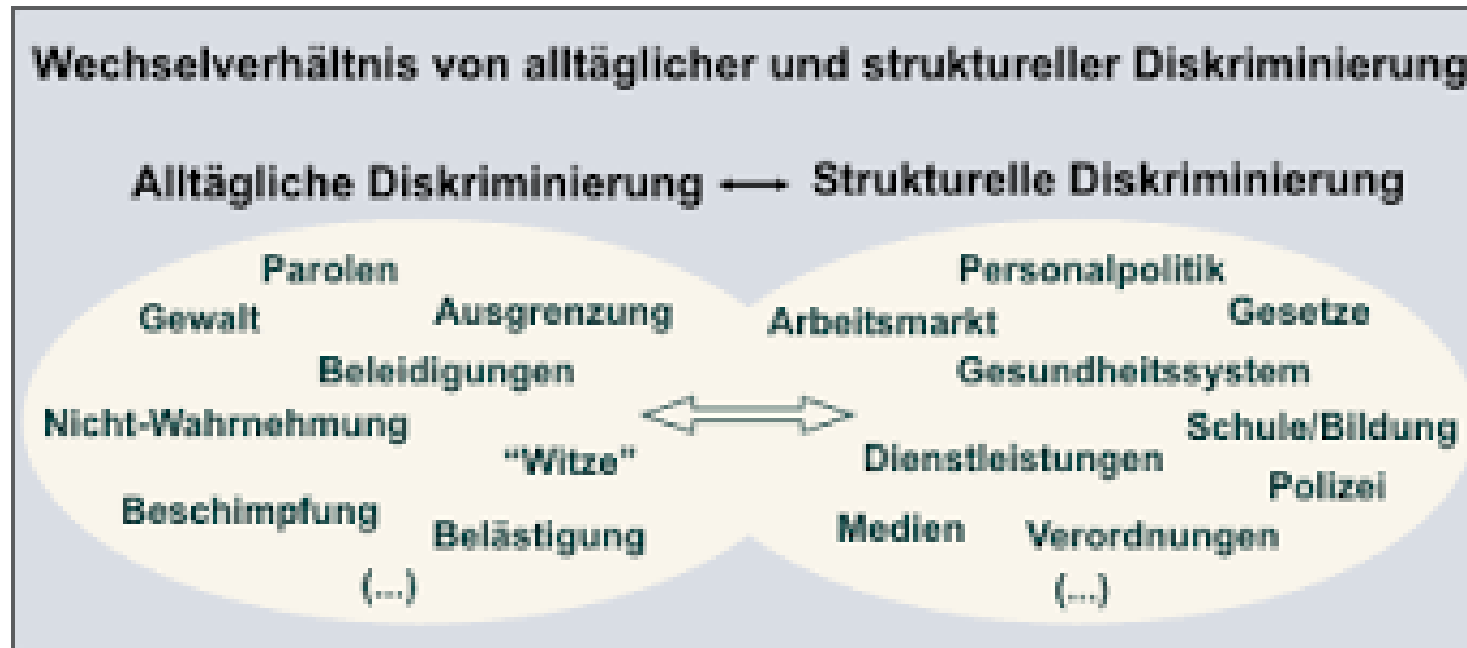 Wechselverhältnis von alltäglicher und struktureller Diskriminierung
Alltägliche Diskriminierung ⟷ Strukturelle Diskriminierung
Parolen
Gewalt
Ausgrenzung
Beleidigungen
Nicht-Wahrnehmung
“Witze”
Beschimpfung
Belästigung
(...)
Personalpolitik
Arbeitsmarkt
Gesetze
Gesundheitssystem
Schule/Bildung
Dienstleistungen
Polizei
Medien
Verordnungen
(...)